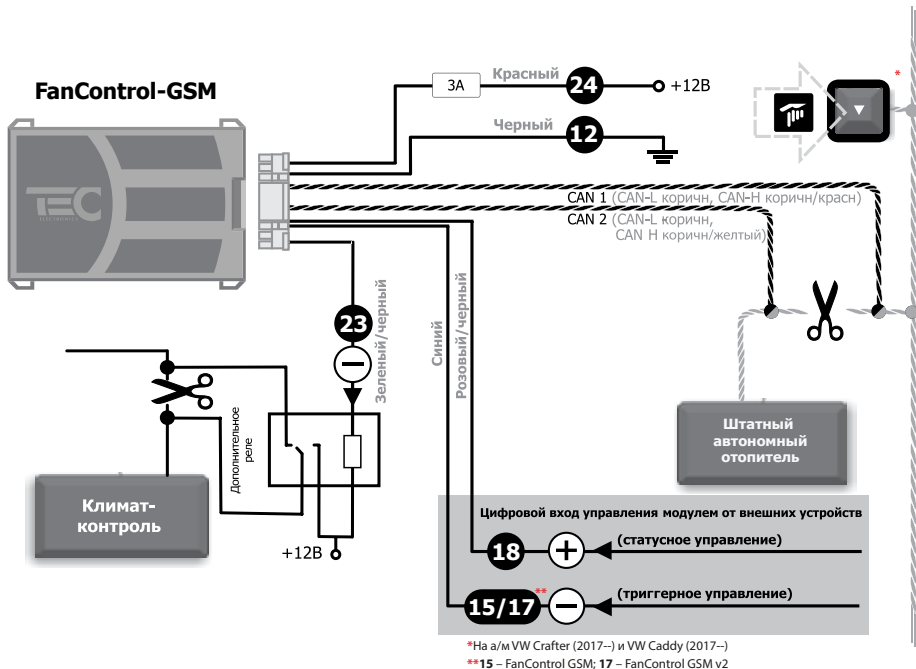 FanControl-GSM
TEC
ELECTRONICS
3А
Красный
24
+12В
Черный
12
*
CAN 1 (CAN-L коричн, CAN-H коричн/красн)
CAN 2 (CAN-L коричн,
CAN H коричн/желтый)
23
Зеленый/черный
Синий
Розовый/черный
Дополнительное
реле
Климат-
контроль
+12В
Штатный
автономный
отопитель
Цифровой вход управления модулем от внешних устройств
18
(статусное управление)
15/17
**
(триггерное управление)
*На а/м VW Crafter (2017--) и VW Caddy (2017--)
**15 – FanControl GSM; 17 – FanControl GSM v2